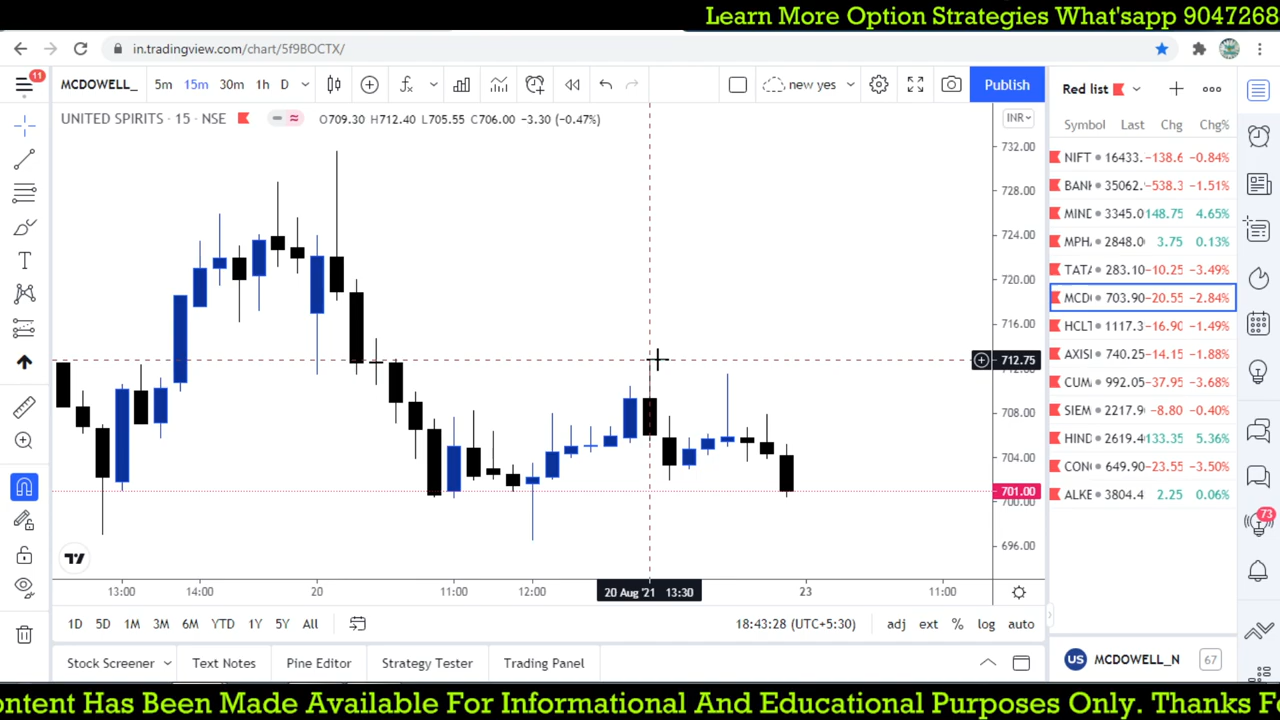 Learn More Option Strategies What'sapp 9047268
in.tradingview.com/chart/5f9BOCTX/
11
MCDOWELL_ 5m 15m 30m 1h D new yes Publish
UNITED SPIRITS · 15 · NSE O709.30 H712.40 L705.55 C706.00 −3.30 (−0.47%)
INR
732.00
728.00
724.00
720.00
716.00
712.75
708.00
704.00
701.00
700.00
696.00
13:00 14:00 20 11:00 12:00 20 Aug '21 13:30 23 11:00
1D 5D 1M 3M 6M YTD 1Y 5Y All 18:43:28 (UTC+5:30) adj ext % log auto
Stock Screener Text Notes Pine Editor Strategy Tester Trading Panel
Red list
Symbol Last Chg Chg%
NIFT 16433. −138.6 −0.84%
BANK 35062. −538.3 −1.51%
MIND 3345.0 148.75 4.65%
MPH 2848.0 3.75 0.13%
TATA 283.10 −10.25 −3.49%
MCD 703.90 −20.55 −2.84%
HCLT 1117.3 −16.90 −1.49%
AXIS 740.25 −14.15 −1.88%
CUM 992.05 −37.95 −3.68%
SIEM 2217.9 −8.80 −0.40%
HIND 2619.4 133.35 5.36%
CON 649.90 −23.55 −3.50%
ALKE 3804.4 2.25 0.06%
73
US MCDOWELL_N 67
ontent Has Been Made Available For Informational And Educational Purposes Only. Thanks F